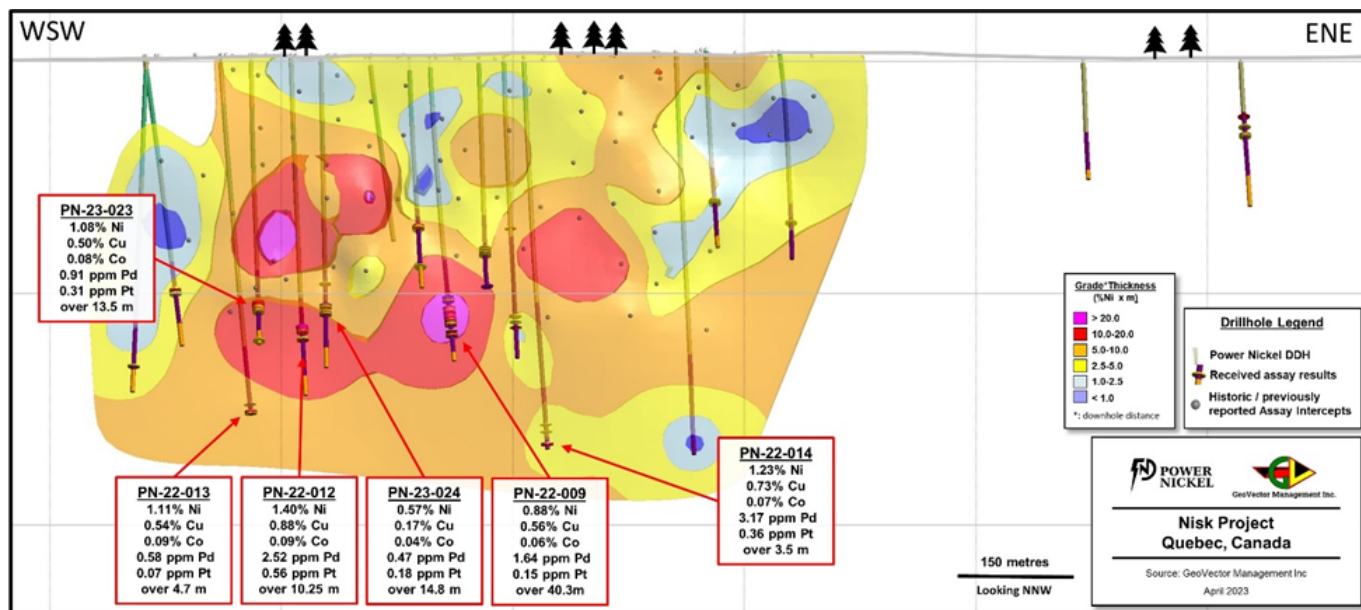 WSW
ENE
PN-23-023
1.08% Ni
0.50% Cu
0.08% Co
0.91 ppm Pd
0.31 ppm Pt
over 13.5 m
PN-22-013
1.11% Ni
0.54% Cu
0.09% Co
0.58 ppm Pd
0.07 ppm Pt
over 4.7 m
PN-22-012
1.40% Ni
0.88% Cu
0.09% Co
2.52 ppm Pd
0.56 ppm Pt
over 10.25 m
PN-23-024
0.57% Ni
0.17% Cu
0.04% Co
0.47 ppm Pd
0.18 ppm Pt
over 14.8 m
PN-22-009
0.88% Ni
0.56% Cu
0.06% Co
1.64 ppm Pd
0.15 ppm Pt
over 40.3m
PN-22-014
1.23% Ni
0.73% Cu
0.07% Co
3.17 ppm Pd
0.36 ppm Pt
over 3.5 m
Grade*Thickness
(%Ni x m)
> 20.0
10.0-20.0
5.0-10.0
2.5-5.0
1.0-2.5
< 1.0
*: downhole distance
Drillhole Legend
Power Nickel DDH
Received assay results
Historic / previously
reported Assay Intercepts
150 metres
Looking NNW
POWER
NICKEL
GeoVector Management Inc.
Nisk Project
Quebec, Canada
Source: GeoVector Management Inc
April 2023